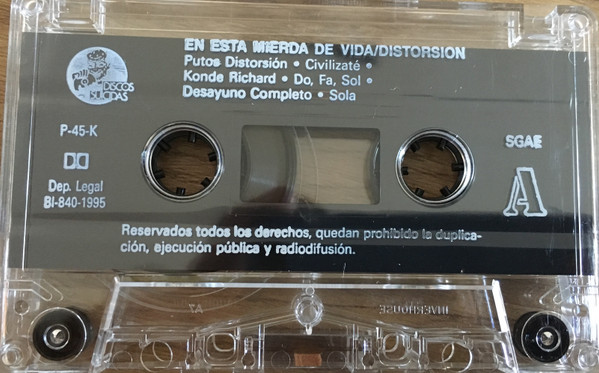 EN ESTA MIERDA DE VIDA/DISTORSION
Putos Distorsión • Civilizaté •
Konde Richard • Do, Fa, Sol •
Desayuno Completo • Sola
DISCOS
SUICIDAS
P-45-K
SGAE
Dep. Legal
BI-840-1995
A
Reservados todos los derechos, quedan prohibido la duplica-
ción, ejecución pública y radiodifusión.